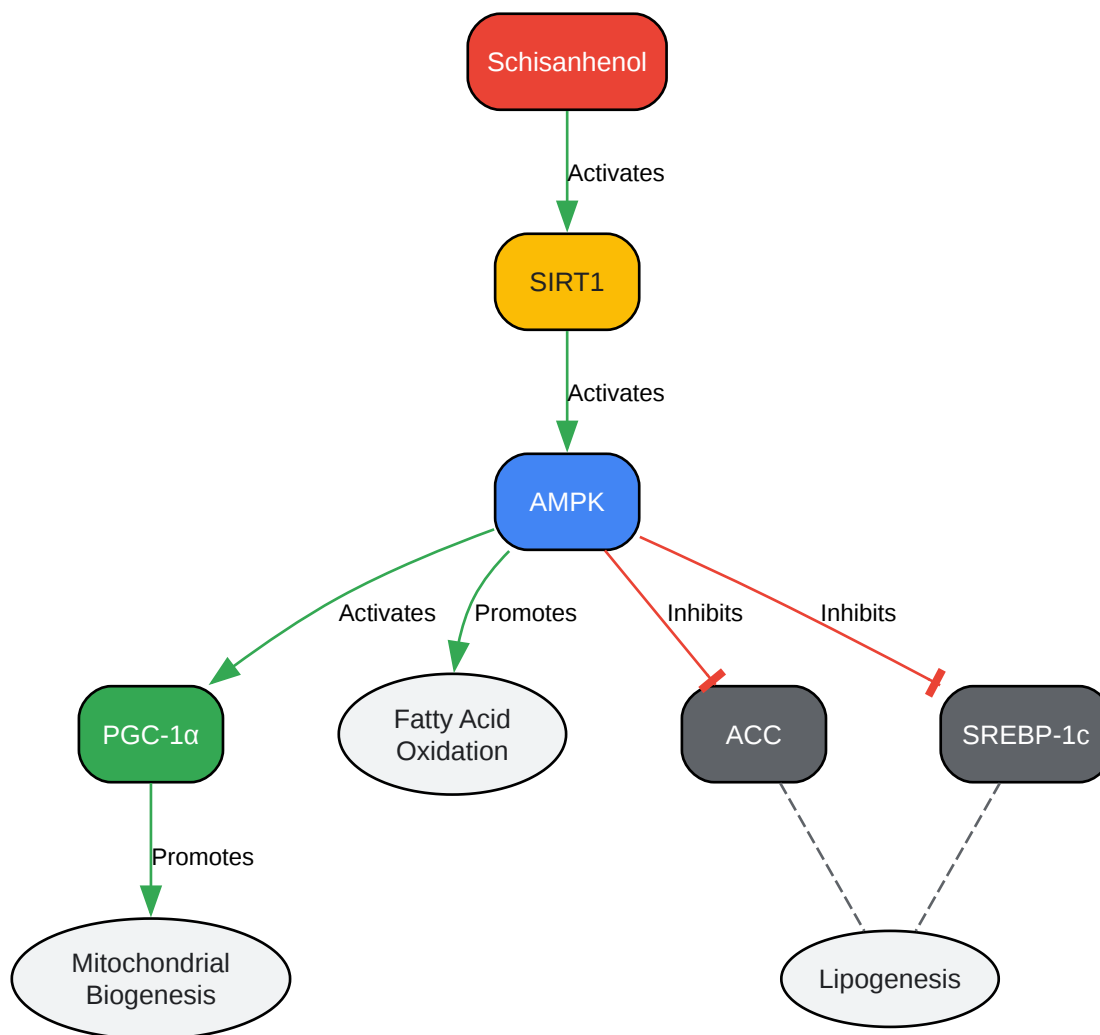 Schisanhenol
Activates
SIRT1
Activates
AMPK
Activates
Promotes
Inhibits
Inhibits
PGC-1α
Fatty Acid
Oxidation
ACC
SREBP-1c
Promotes
Mitochondrial
Biogenesis
Lipogenesis